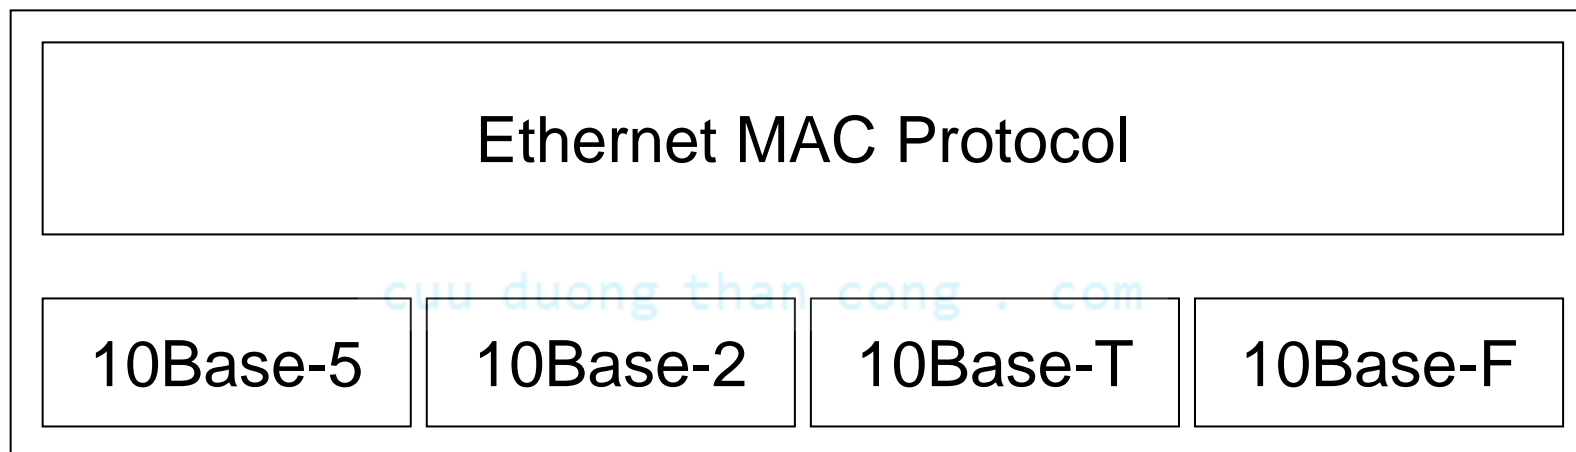 Ethernet MAC Protocol
cuu duong than cong . com
10Base-5 10Base-2 10Base-T 10Base-F